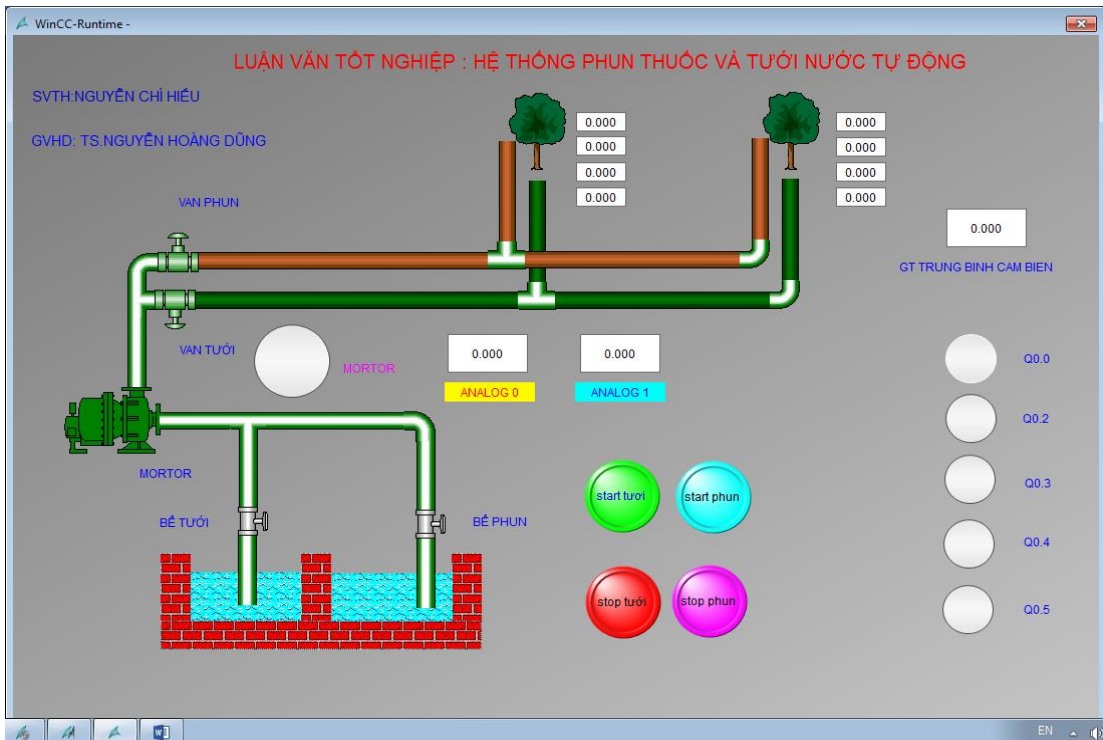 WinCC-Runtime -
LUẬN VĂN TỐT NGHIỆP : HỆ THỐNG PHUN THUỐC VÀ TƯỚI NƯỚC TỰ ĐỘNG
SVTH:NGUYỄN CHÌ HIẾU
GVHD: TS.NGUYỄN HOÀNG DŨNG
0.000
0.000
0.000
0.000
0.000
0.000
0.000
0.000
VAN PHUN
0.000
GT TRUNG BINH CAM BIEN
VAN TƯỚI
MORTOR
0.000
0.000
ANALOG 0
ANALOG 1
Q0.0
Q0.2
Q0.3
Q0.4
Q0.5
MORTOR
BỂ TƯỚI
BỂ PHUN
start tươi
start phun
stop tưới
stop phun
EN